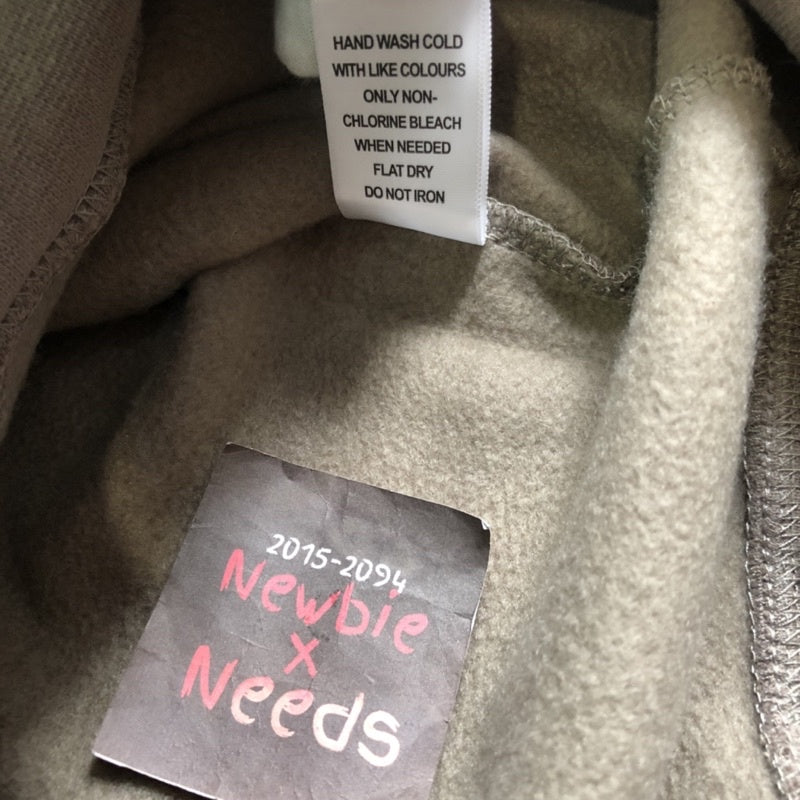 HAND WASH COLD
WITH LIKE COLOURS
ONLY NON-
CHLORINE BLEACH
WHEN NEEDED
FLAT DRY
DO NOT IRON
2015-2094
Newbie
x
Needs